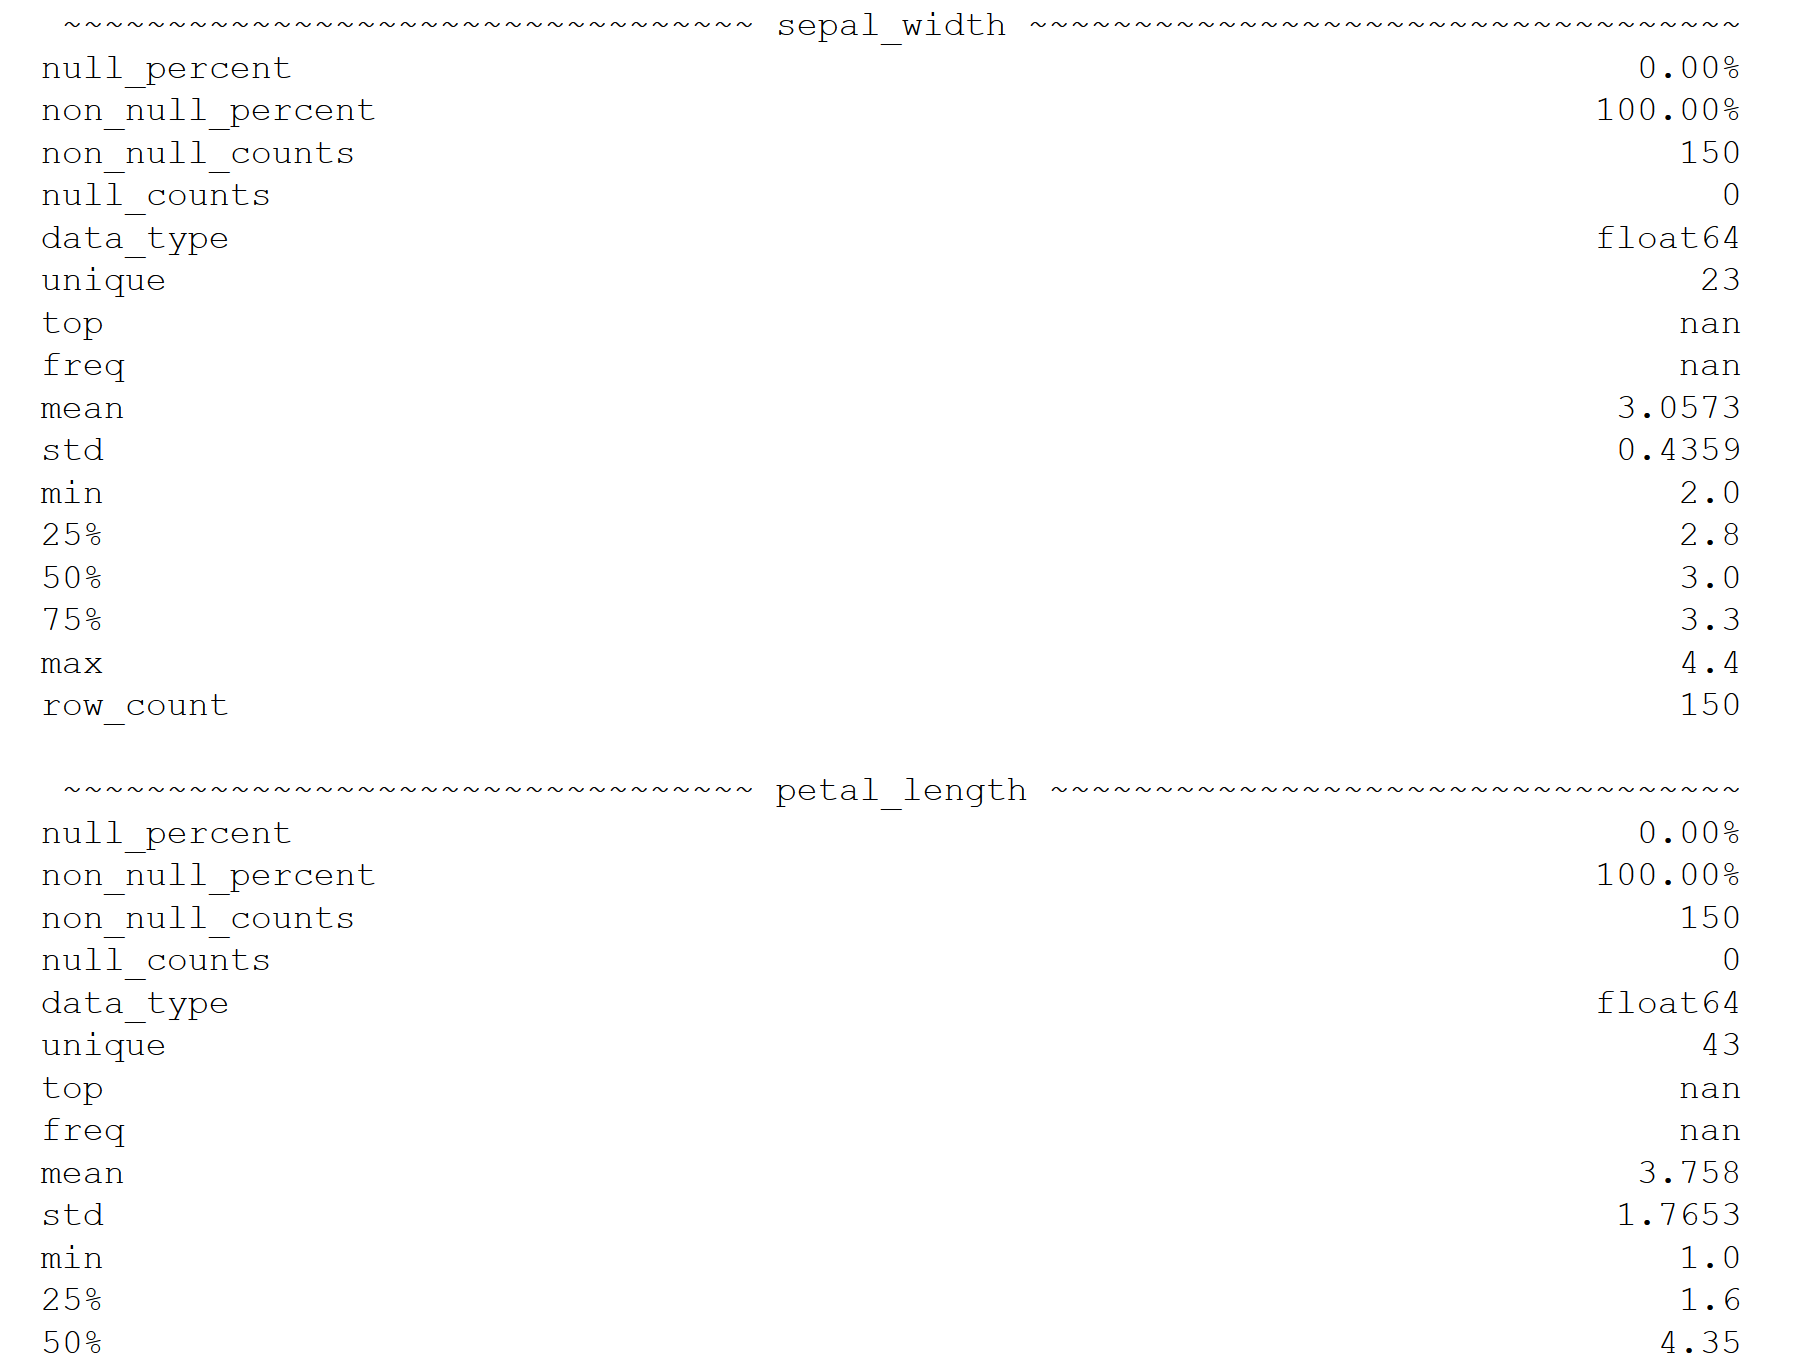 ~~~~~~~~~~~~~~~~~~~~~~~~~~~~~~~~~ sepal_width ~~~~~~~~~~~~~~~~~~~~~~~~~~~~~~~~~~
null_percent 0.00%
non_null_percent 100.00%
non_null_counts 150
null_counts 0
data_type float64
unique 23
top nan
freq nan
mean 3.0573
std 0.4359
min 2.0
25% 2.8
50% 3.0
75% 3.3
max 4.4
row_count 150
~~~~~~~~~~~~~~~~~~~~~~~~~~~~~~~~~ petal_length ~~~~~~~~~~~~~~~~~~~~~~~~~~~~~~~~~
null_percent 0.00%
non_null_percent 100.00%
non_null_counts 150
null_counts 0
data_type float64
unique 43
top nan
freq nan
mean 3.758
std 1.7653
min 1.0
25% 1.6
50% 4.35